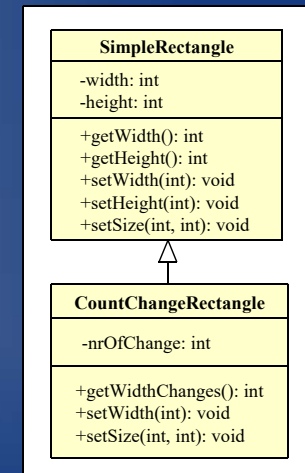 SimpleRectangle
-width: int
-height: int
+getWidth(): int
+getHeight(): int
+setWidth(int): void
+setHeight(int): void
+setSize(int, int): void
CountChangeRectangle
-nrOfChange: int
+getWidthChanges(): int
+setWidth(int): void
+setSize(int, int): void